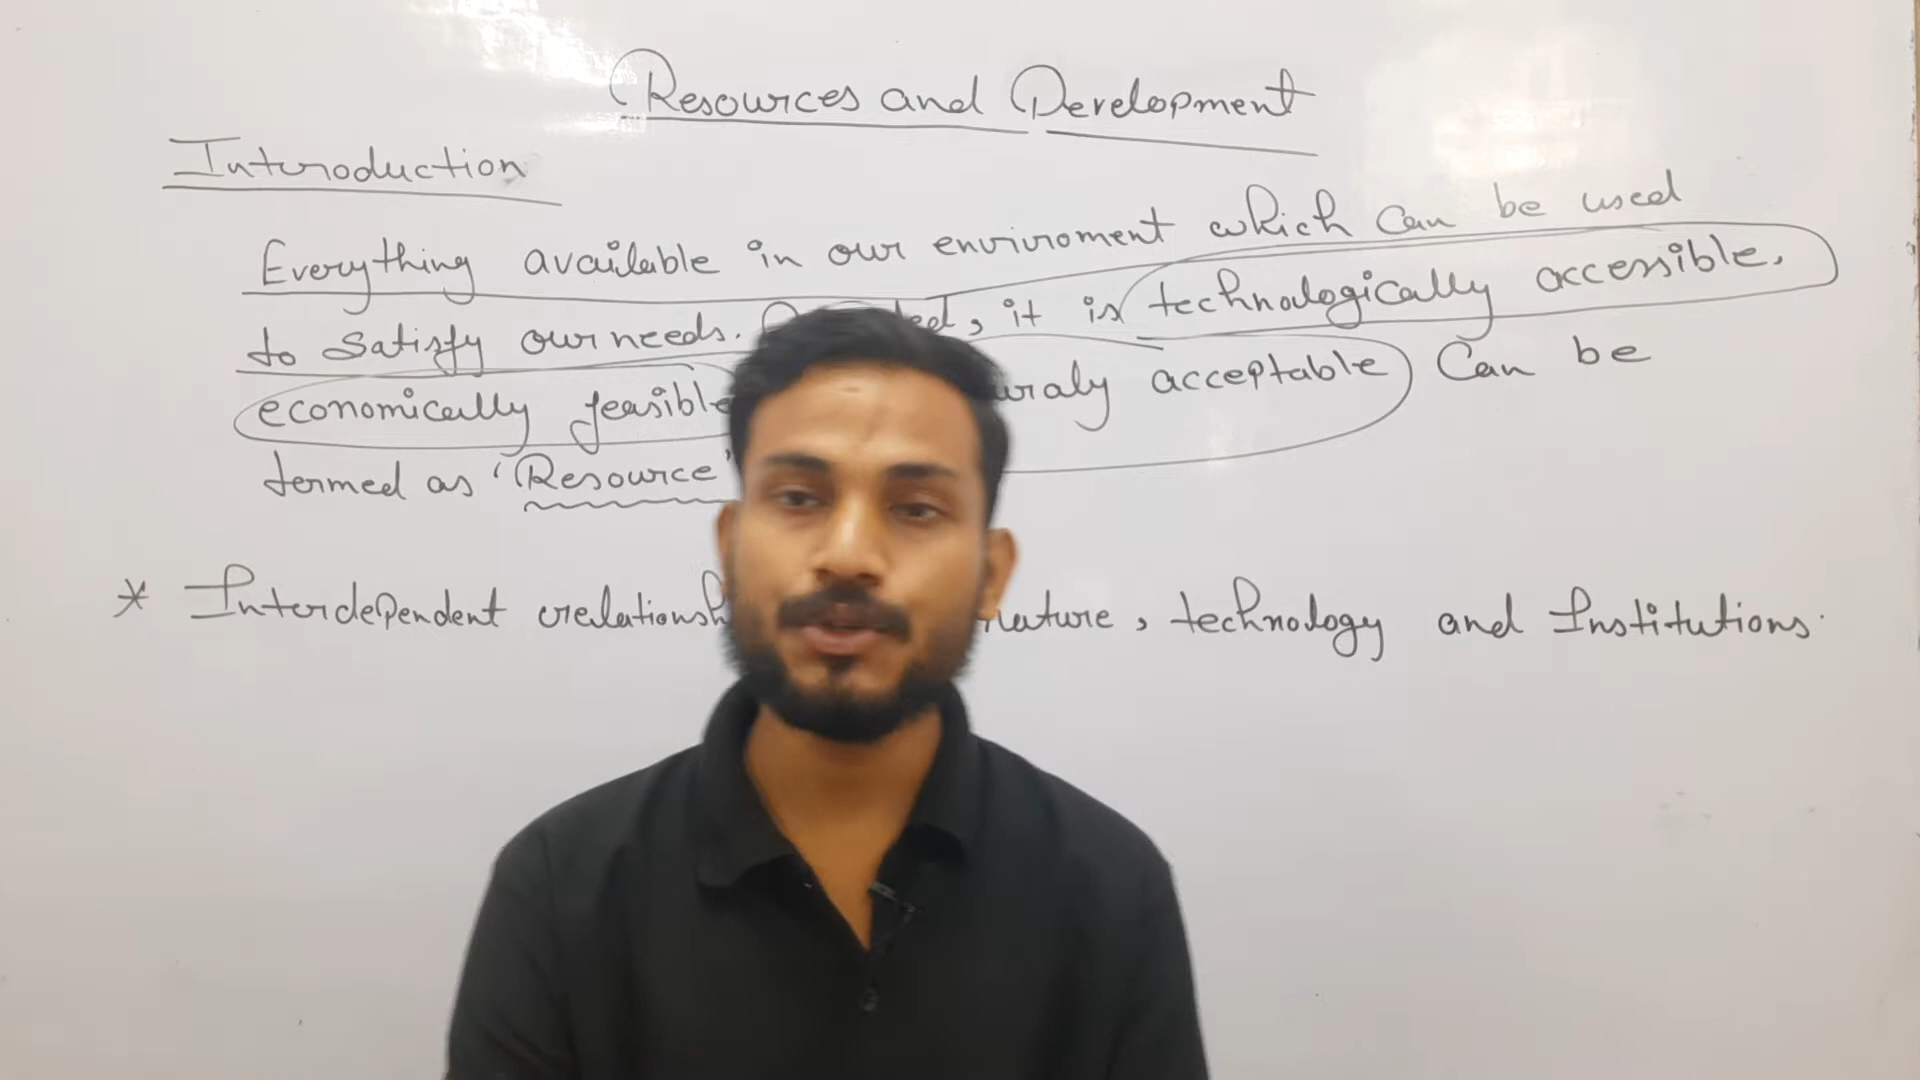 Resources and Development
Introduction
Everything available in our enviroment which can be used
to satisfy our needs. it is technologically accessible,
economically feasible acceptable can be
termed as 'Resource'
* Interdependent nature, technology and Institutions.